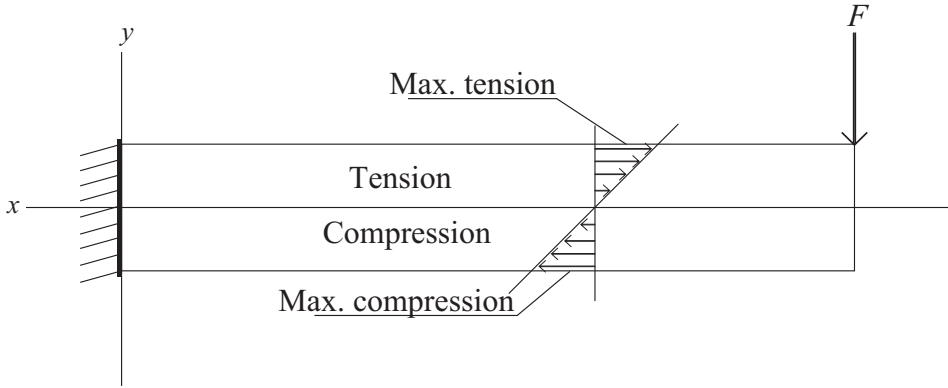 F
y
Max. tension
Tension
x
Compression
Max. compression